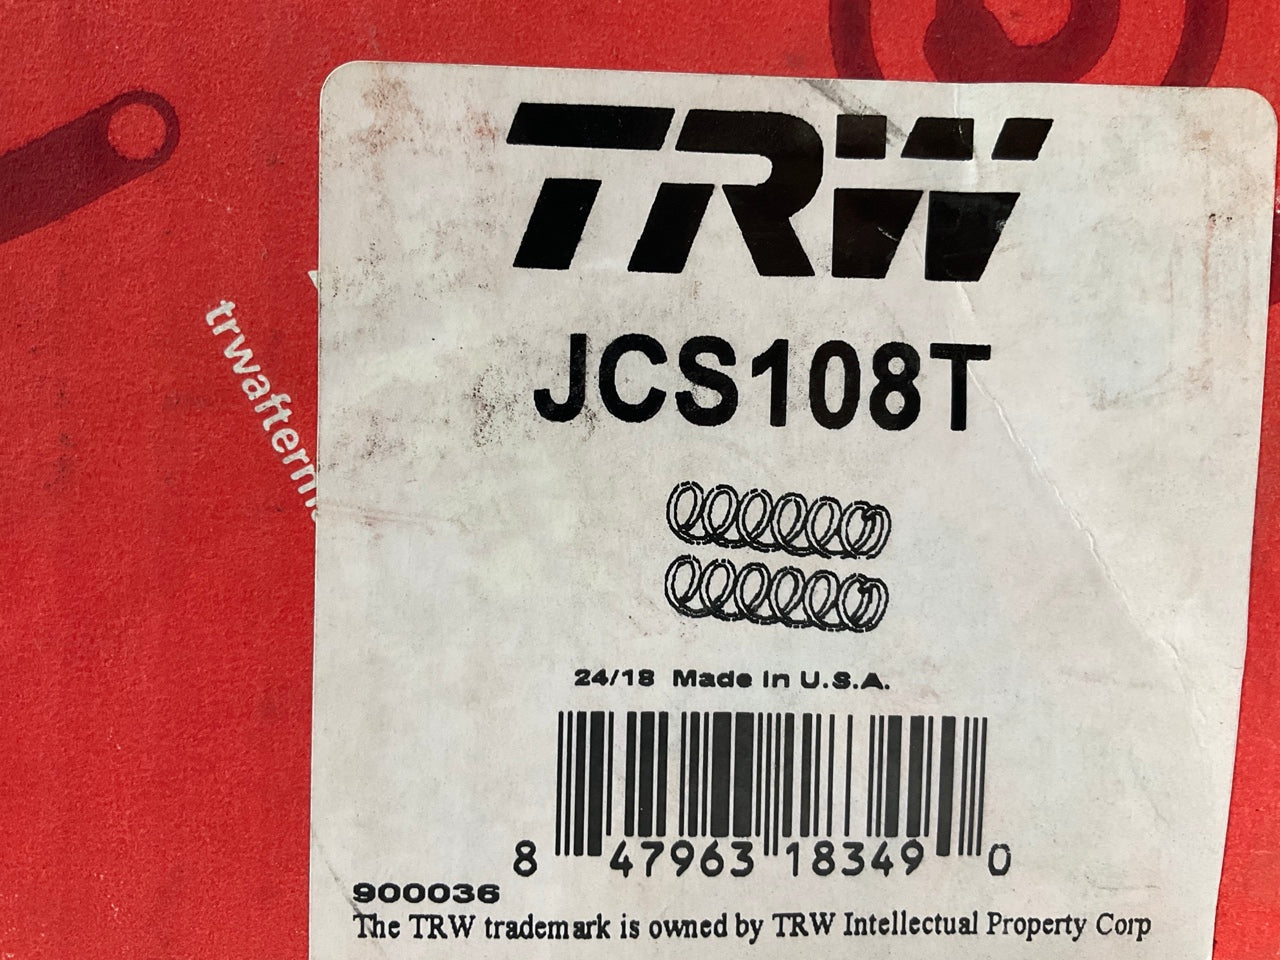 TRW
JCS108T
trwafterm
24/18 Made in U.S.A.
8 47963 18349 0
900036
The TRW trademark is owned by TRW Intellectual Property Corp